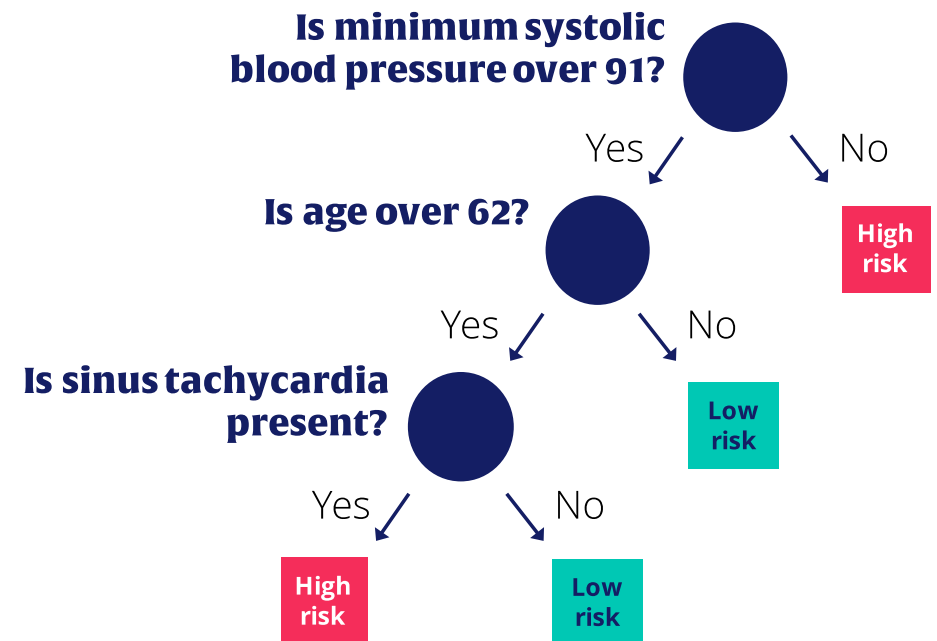 Is minimum systolic
blood pressure over 91?
Yes
No
Is age over 62?
High
risk
Yes
No
Is sinus tachycardia
present?
Low
risk
Yes
No
High
risk
Low
risk